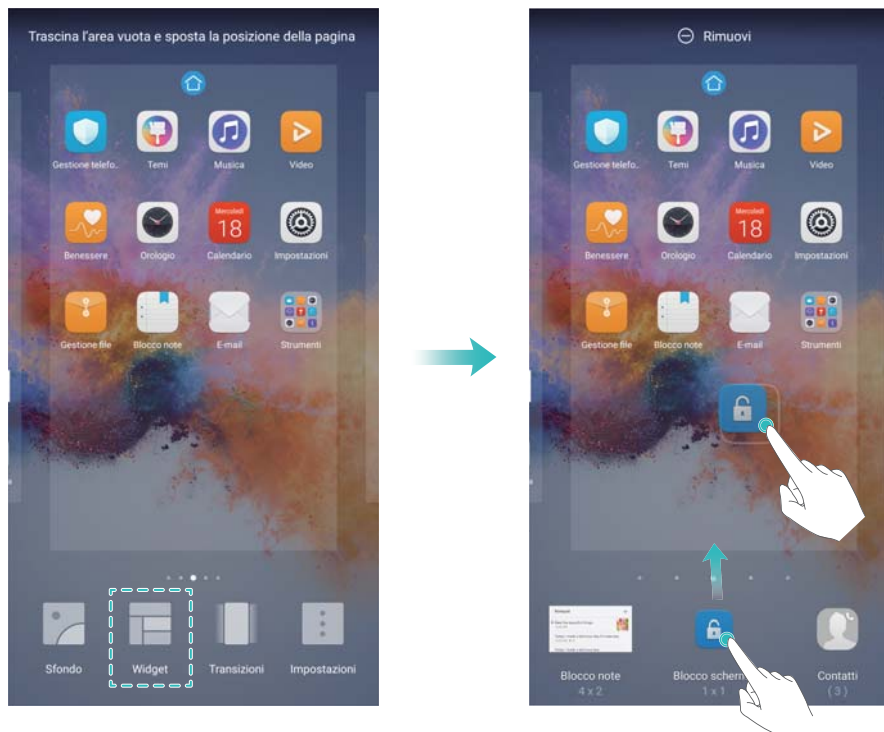 Trascina l'area vuota e sposta la posizione della pagina
Gestione telefo..
Temi
Musica
Video
Mercoledì
18
Benessere
Orologio
Calendario
Impostazioni
Gestione file
Blocco note
E-mail
Strumenti
Sfondo
Widget
Transizioni
Impostazioni
Rimuovi
Gestione telefo..
Temi
Musica
Video
Mercoledì
18
Benessere
Orologio
Calendario
Impostazioni
Gestione file
Blocco note
E-mail
Strumenti
Blocco note
4 x 2
Blocco scherm
1 x 1
Contatti
(3)